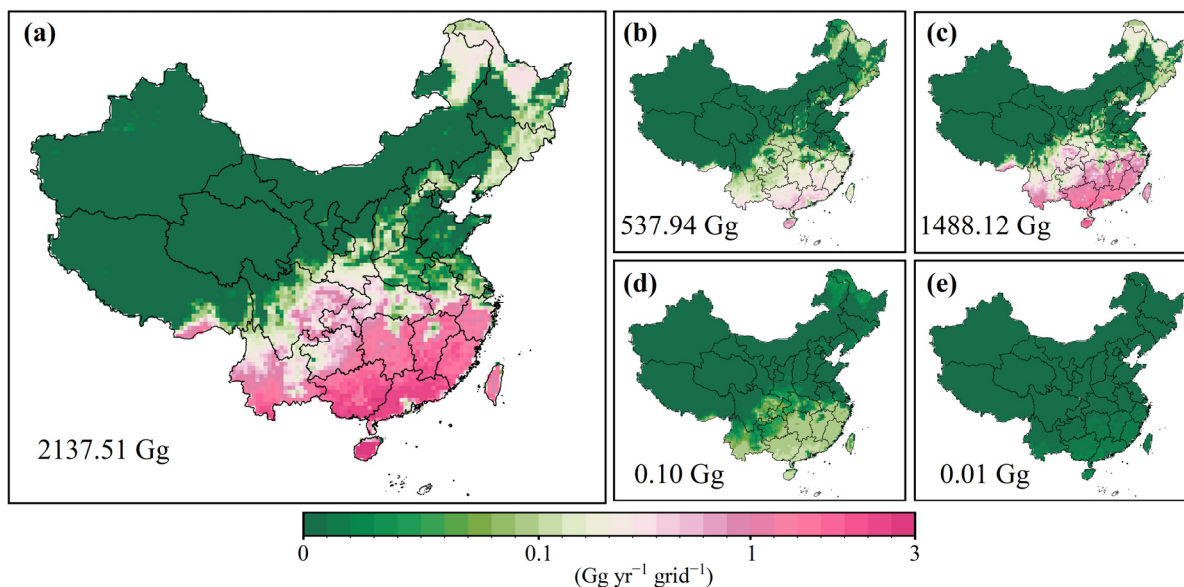 (a)
2137.51 Gg
(b)
537.94 Gg
(c)
1488.12 Gg
(d)
0.10 Gg
(e)
0.01 Gg
0 0.1 1 3
(Gg yr⁻¹ grid⁻¹)